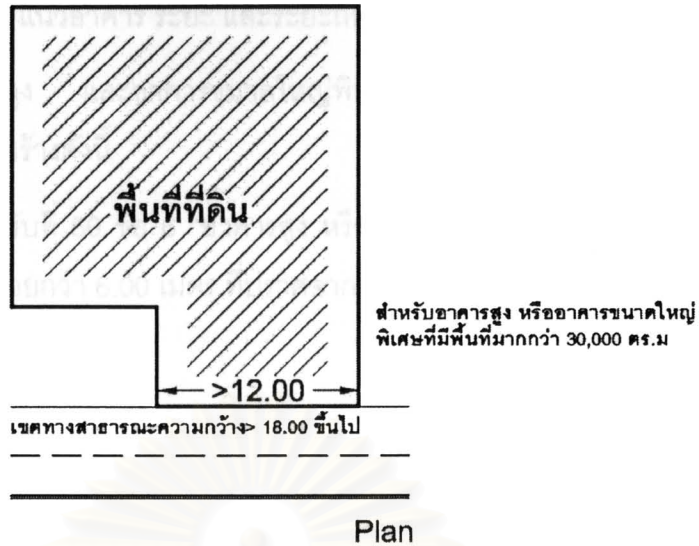 พื้นที่ที่ดิน
สำหรับอาคารสูง หรืออาคารขนาดใหญ่
พิเศษที่มีพื้นที่มากกว่า 30,000 ตร.ม
>12.00
เขตทางสาธารณะความกว้าง> 18.00 ขึ้นไป
Plan